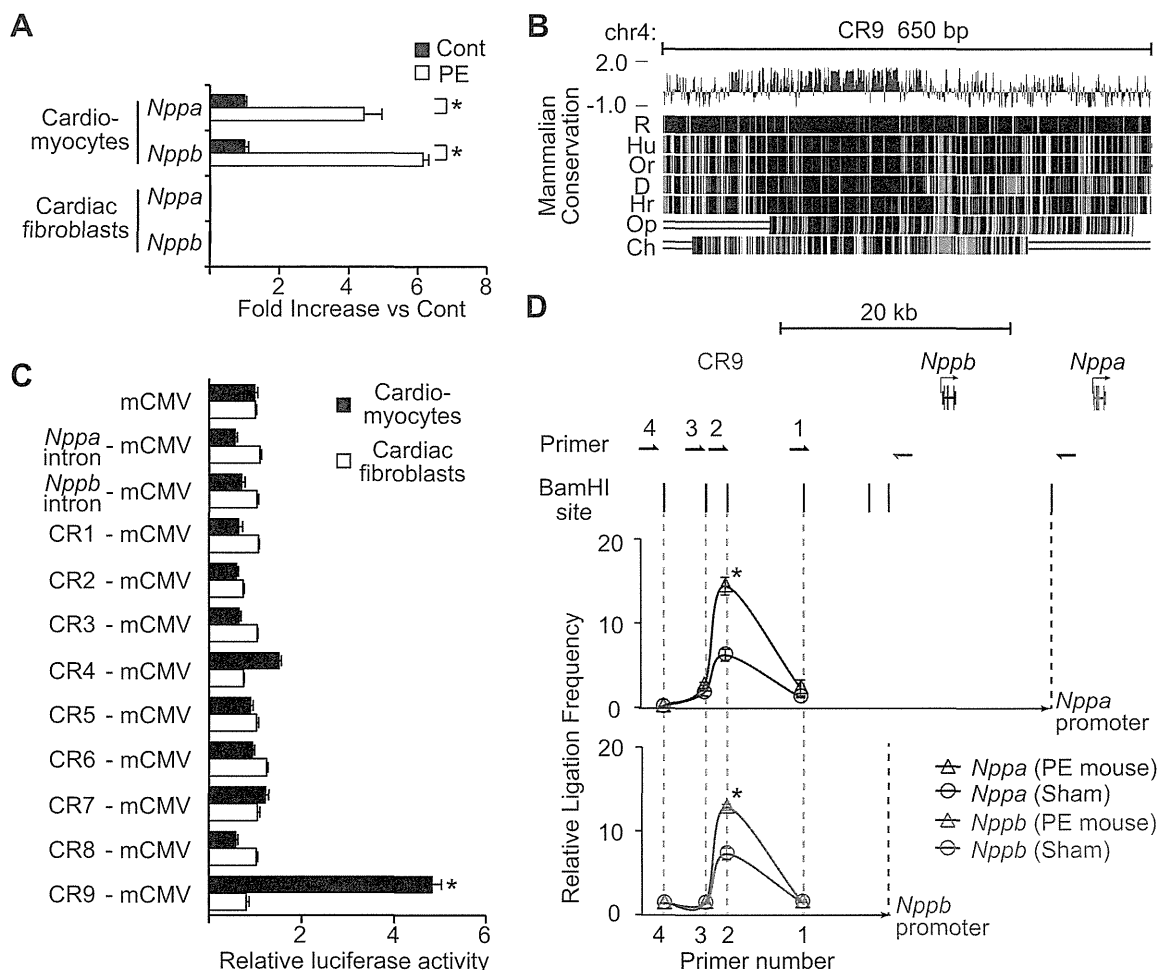 A
Cont
PE
Cardio-
myocytes
Nppa
*
Nppb
*
Cardiac
fibroblasts
Nppa
Nppb
2 4 6 8
Fold Increase vs Cont
B
chr4:
CR9 650 bp
2.0
-1.0
Mammalian
Conservation
R
Hu
Or
D
Hr
Op
Ch
C
Cardio-
myocytes
Cardiac
fibroblasts
mCMV
Nppa
intron - mCMV
Nppb
intron - mCMV
CR1 - mCMV
CR2 - mCMV
CR3 - mCMV
CR4 - mCMV
CR5 - mCMV
CR6 - mCMV
CR7 - mCMV
CR8 - mCMV
CR9 - mCMV
*
2 4 6
Relative luciferase activity
D
20 kb
CR9
Nppb
Nppa
Primer
4 3 2 1
BamHI
site
Relative Ligation Frequency
20
10
0
*
Nppa
promoter
20
10
0
*
Nppa (PE mouse)
Nppa (Sham)
Nppb (PE mouse)
Nppb (Sham)
Nppb
promoter
4 3 2 1
Primer number